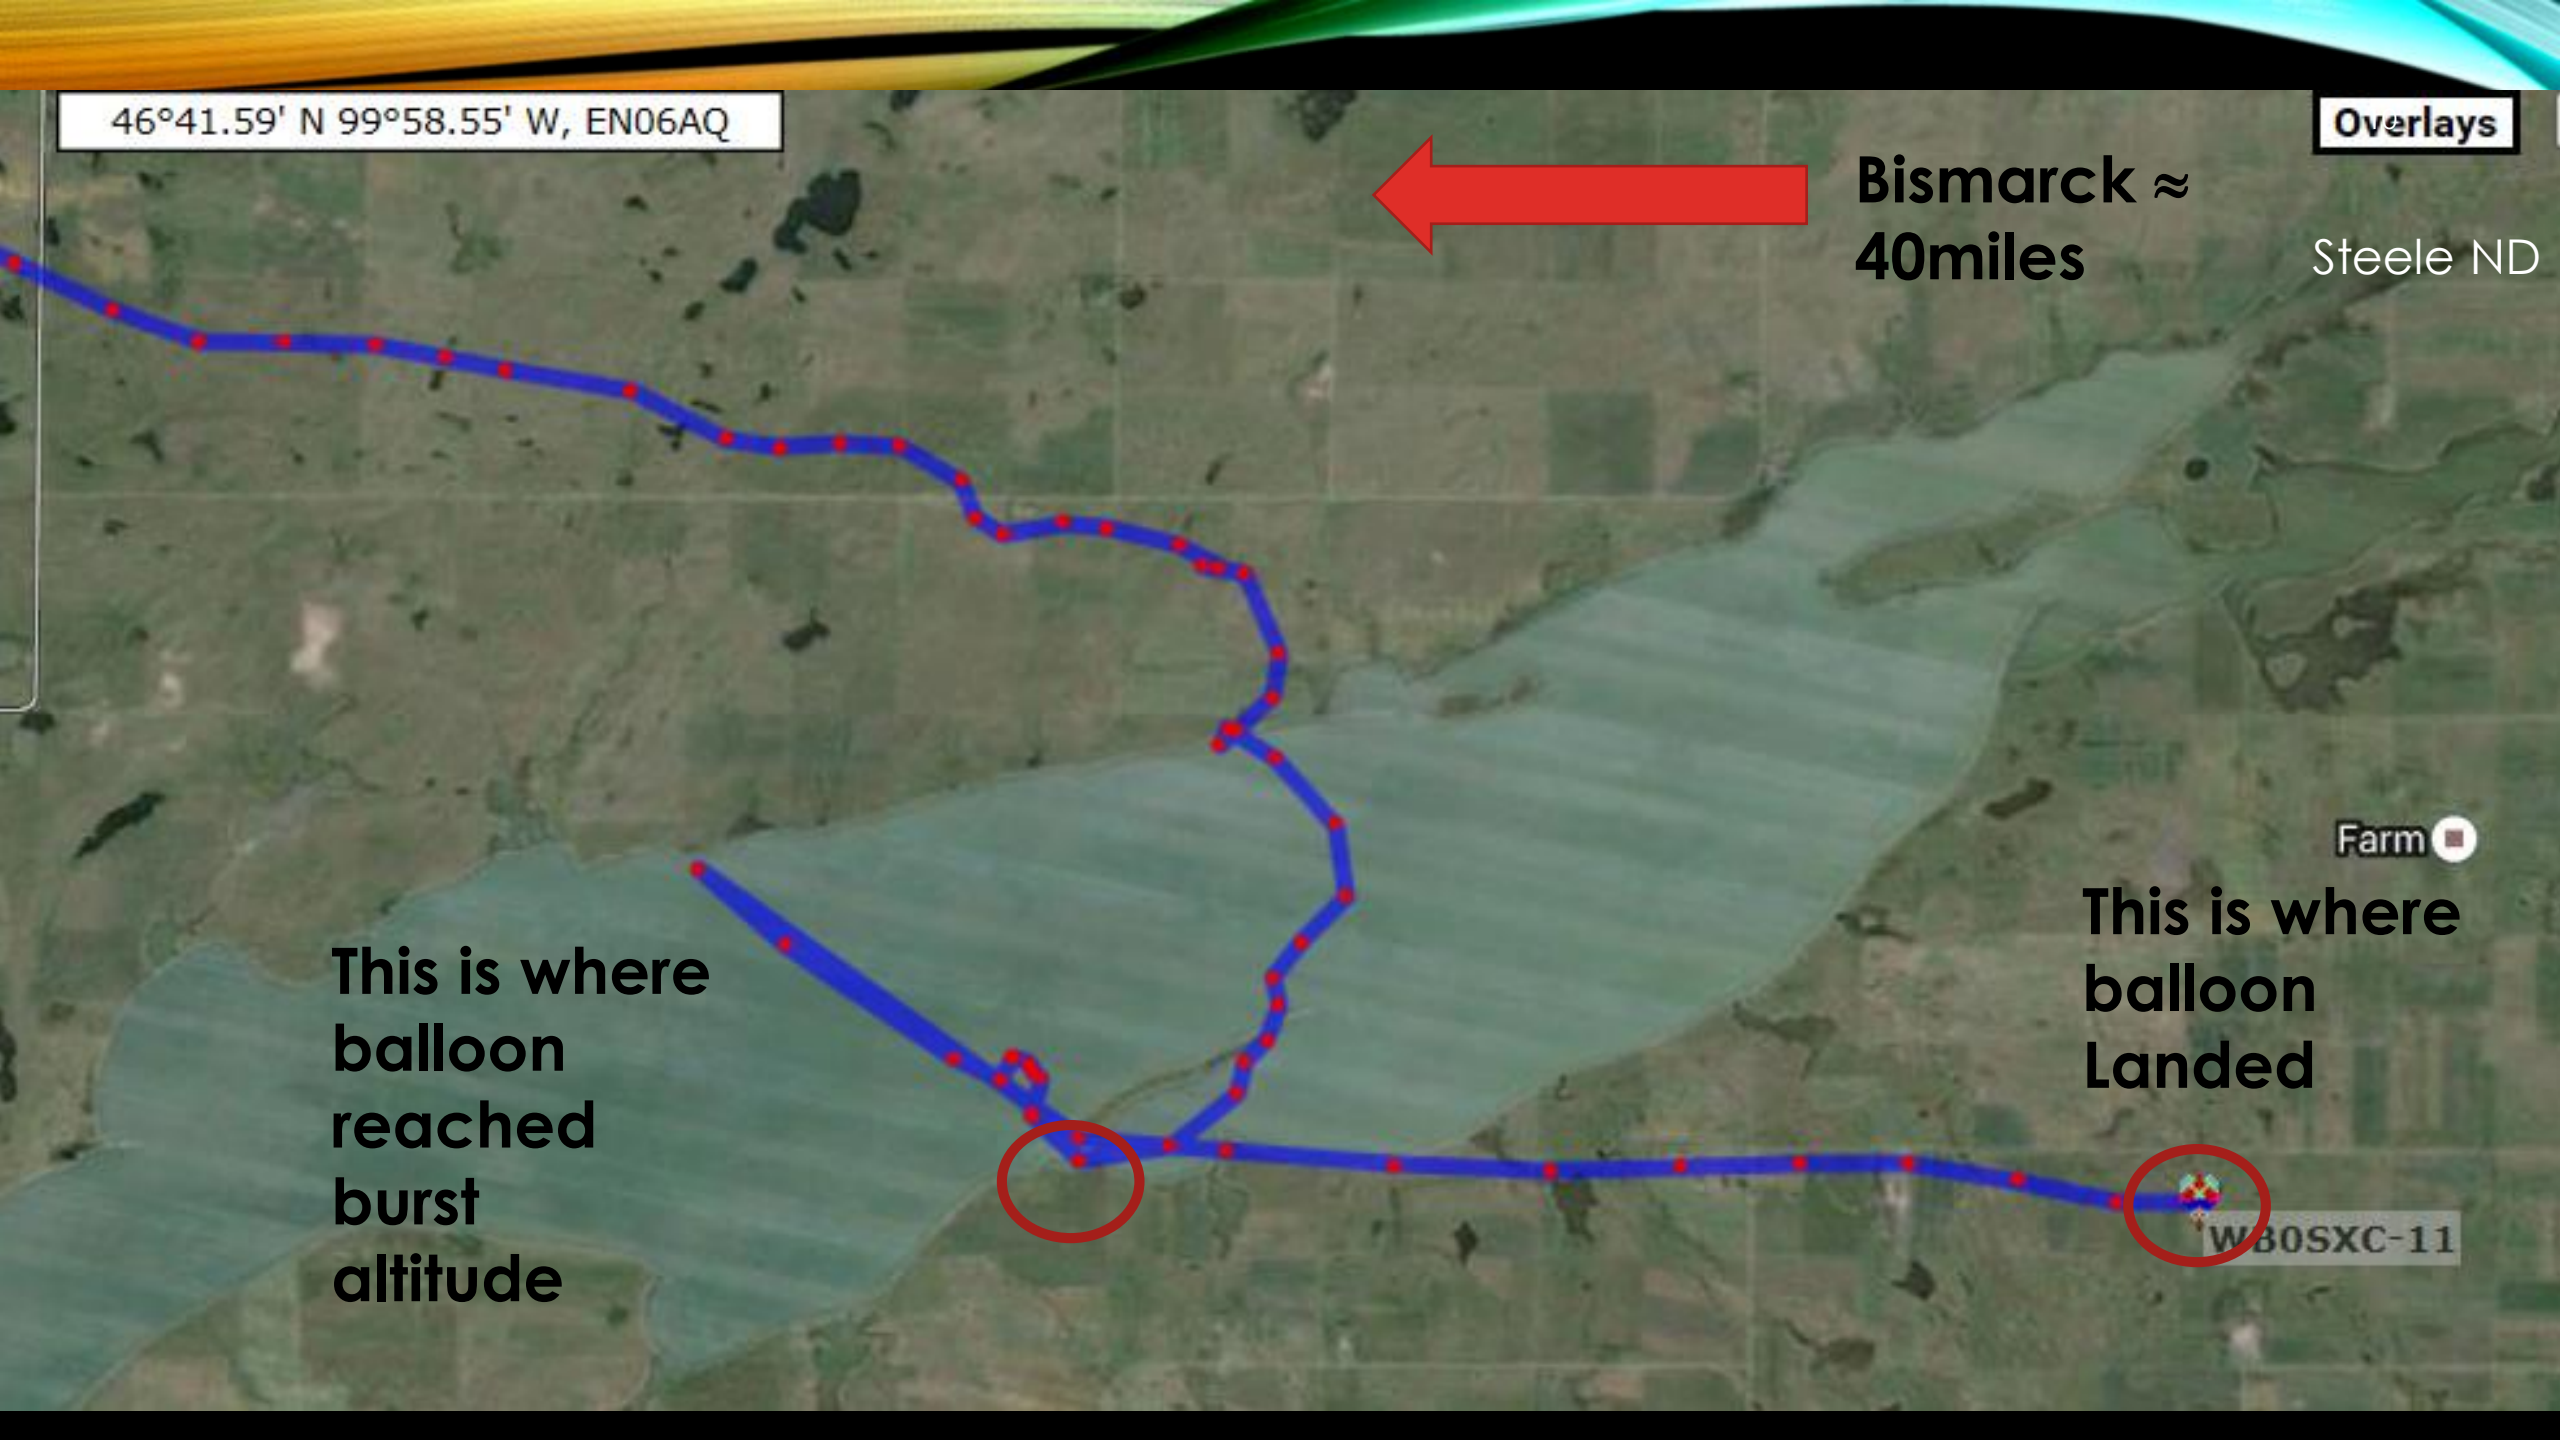 46°41.59' N 99°58.55' W, EN06AQ
Overlays
Bismarck ≈
40miles
Steele ND
Farm
This is where
balloon
Landed
This is where
balloon
reached
burst
altitude
WB0SXC-11